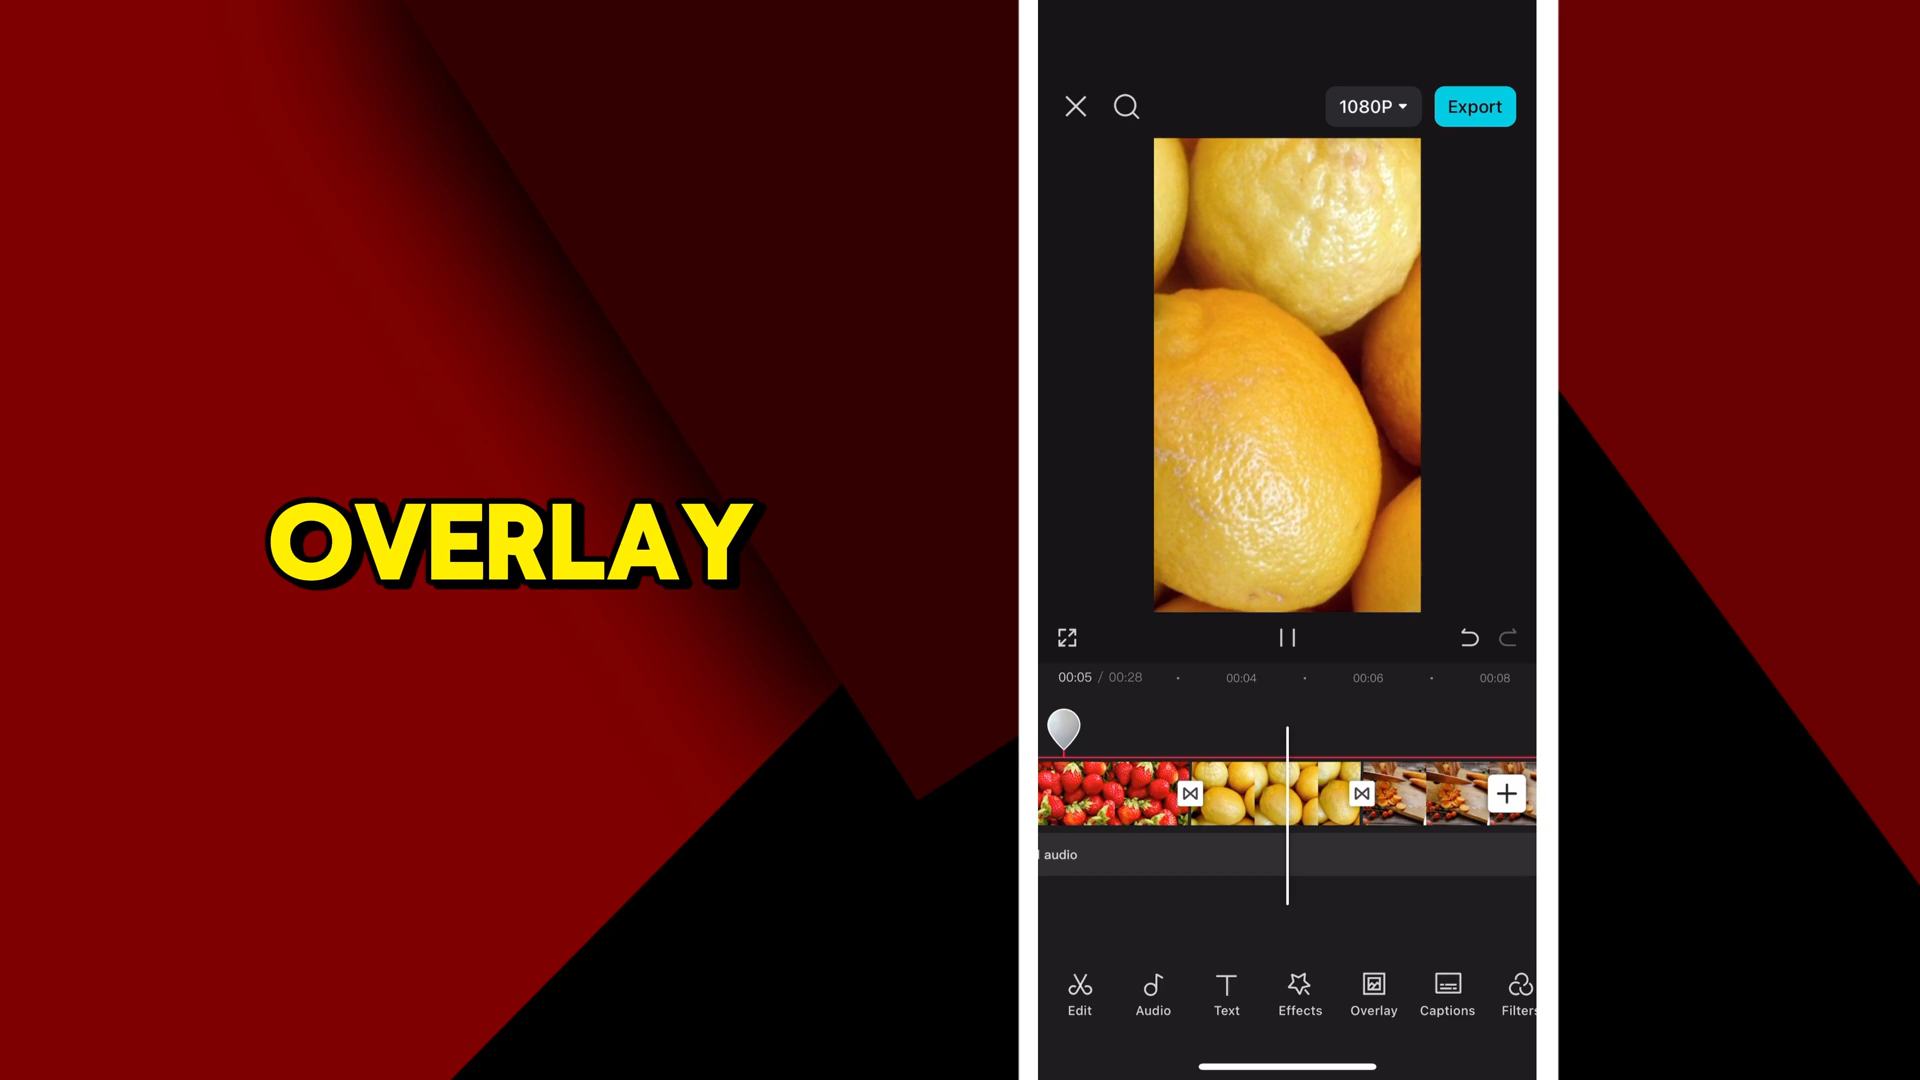 1080P
Export
OVERLAY
00:05 / 00:28
00:04
00:06
00:08
audio
Edit
Audio
Text
Effects
Overlay
Captions
Filters